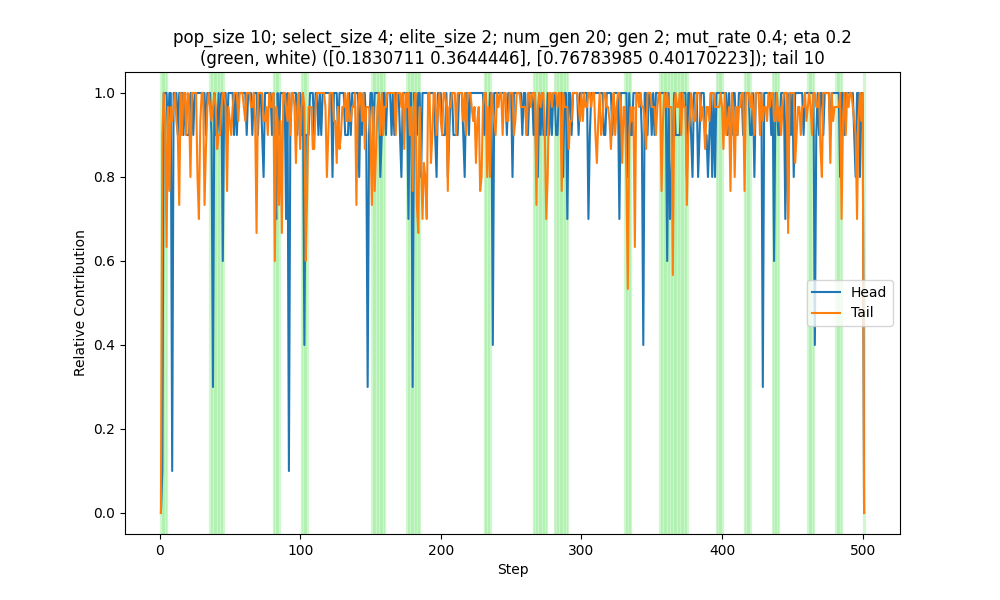 pop_size 10; select_size 4; elite_size 2; num_gen 20; gen 2; mut_rate 0.4; eta 0.2
(green, white) ([0.1830711 0.3644446], [0.76783985 0.40170223]); tail 10
1.0
0.8
0.6
0.4
0.2
0.0
Relative Contribution
Head
Tail
0
100
200
300
400
500
Step